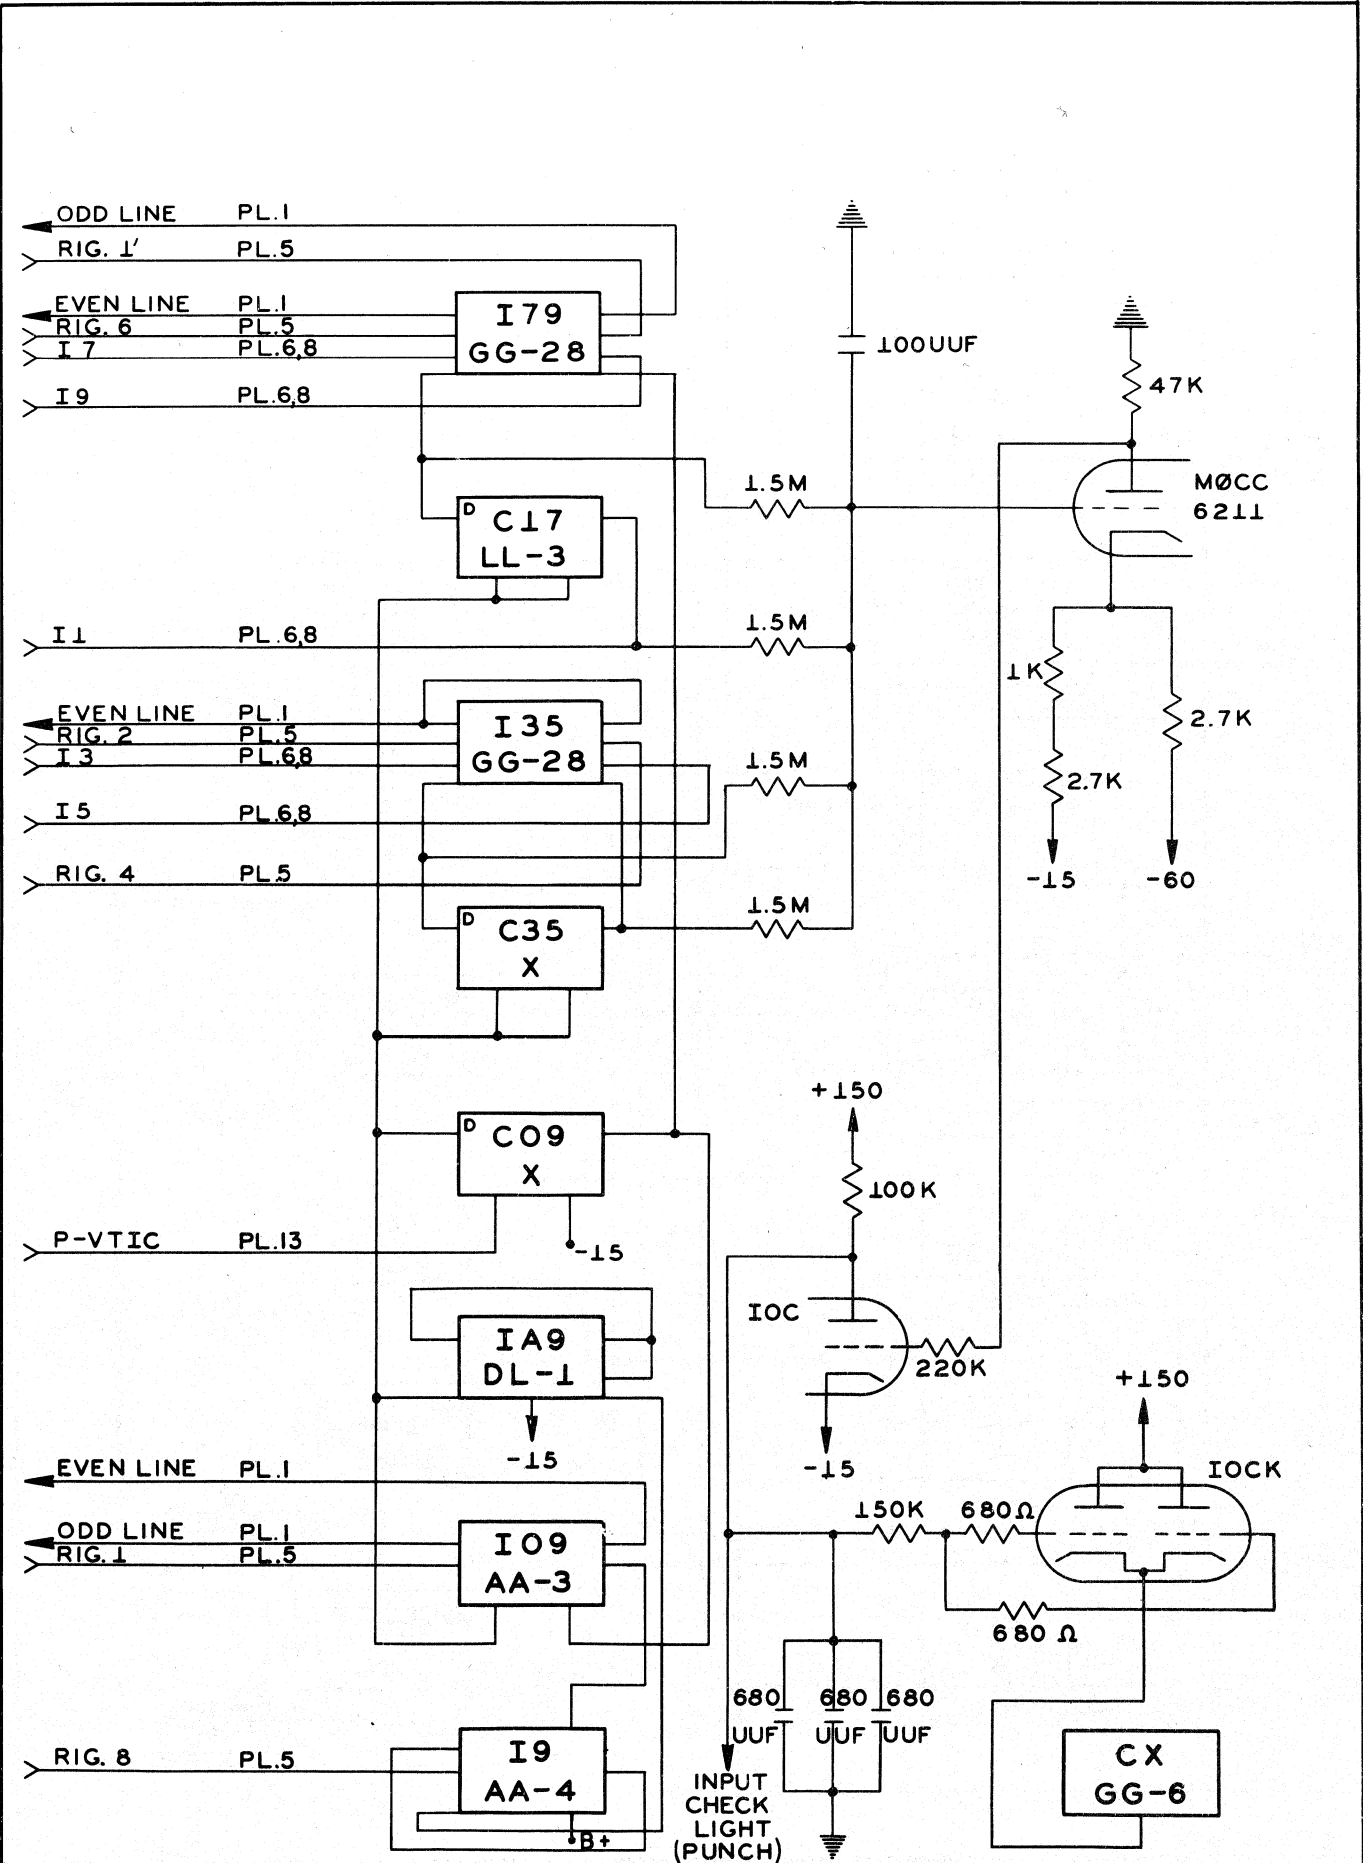 ODD LINE PL.1
RIG. 1' PL.5
EVEN LINE PL.1
RIG. 6 PL.5
I 7 PL.6,8
I 9 PL.6,8
I79
GG-28
100UUF
47K
MØCC
6211
1.5M
D C17
LL-3
I1 PL.6,8
1.5M
1K
2.7K
2.7K
-15
-60
EVEN LINE PL.1
RIG. 2 PL.5
I 3 PL.6,8
I35
GG-28
1.5M
I 5 PL.6,8
RIG. 4 PL.5
1.5M
D C35
X
+150
100K
D C09
X
P-VTIC PL.13
-15
IOC
220K
-15
IA9
DL-1
-15
+150
IOCK
150K
680Ω
680 Ω
EVEN LINE PL.1
ODD LINE PL.1
RIG. 1 PL.5
I09
AA-3
680 680 680
UUF UUF UUF
RIG. 8 PL.5
I9
AA-4
B+
INPUT
CHECK
LIGHT
(PUNCH)
CX
GG-6